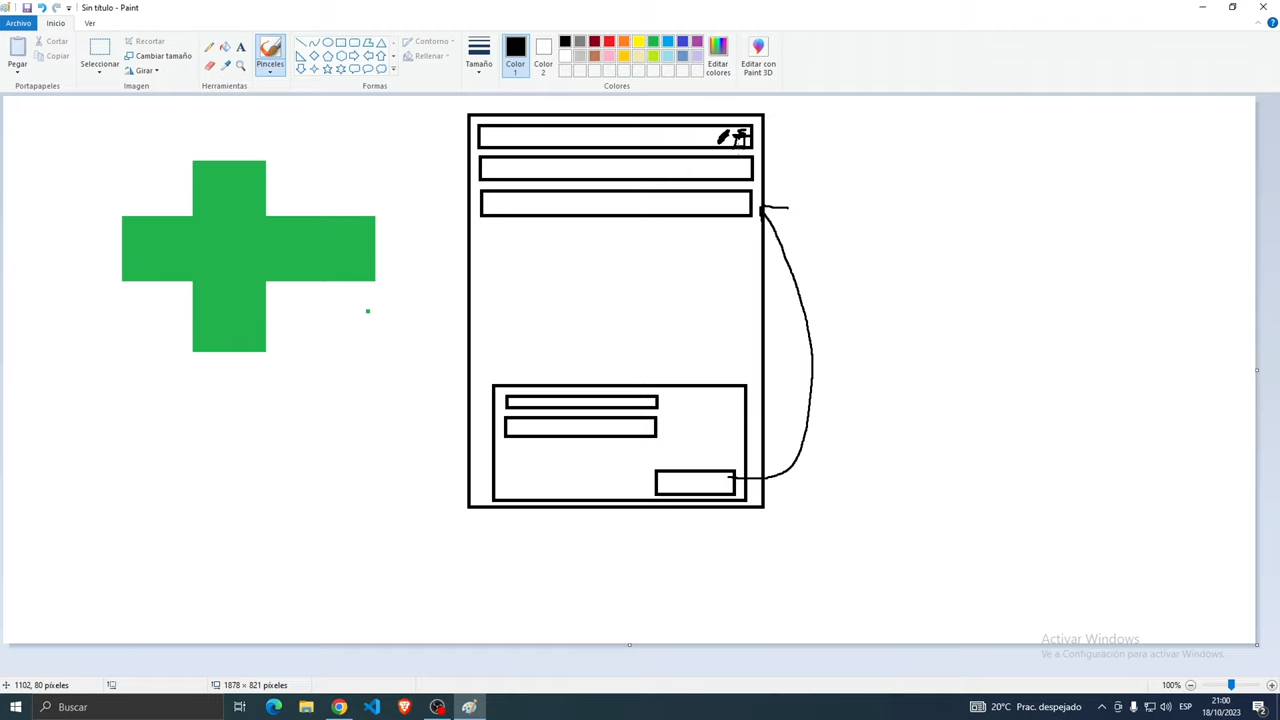 Sin título - Paint
Archivo Inicio Ver
Pegar
Cortar
Copiar
Portapapeles
Seleccionar
Recortar
Cambiar tamaño
Girar
Imagen
Herramientas
Pinceles
Formas
Contorno
Rellenar
Tamaño
Color 1
Color 2
Editar colores
Colores
Editar con Paint 3D
Activar Windows
Ve a Configuración para activar Windows.
1102, 80 píxeles
1878 × 821 píxeles
100%
Buscar
20°C Prac. despejado
ESP
21:00
18/10/2023
2